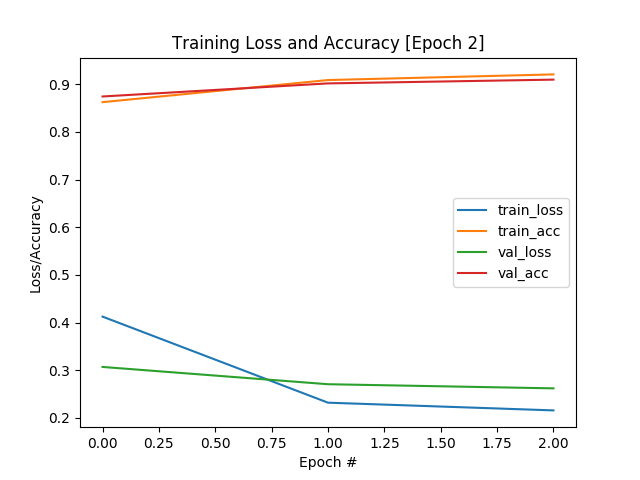 Training Loss and Accuracy [Epoch 2]
Loss/Accuracy
0.9
0.8
0.7
0.6
0.5
0.4
0.3
0.2
train_loss
train_acc
val_loss
val_acc
0.00 0.25 0.50 0.75 1.00 1.25 1.50 1.75 2.00
Epoch #